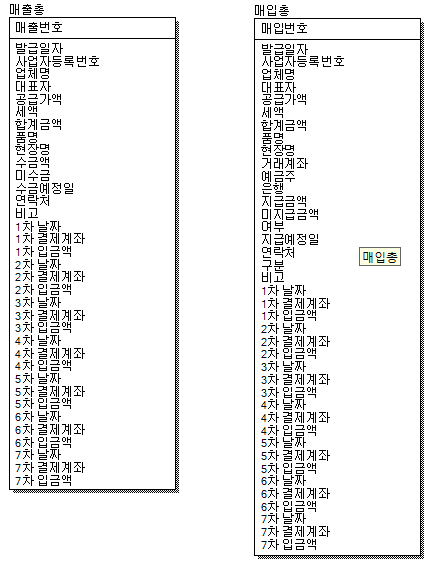 매출총
매출번호
발급일자
사업자등록번호
업체명
대표자
공급가액
세액
합계금액
품명
현장명
수금액
미수금
수금예정일
연락처
비고
1차 날짜
1차 결제계좌
1차 입금액
2차 날짜
2차 결제계좌
2차 입금액
3차 날짜
3차 결제계좌
3차 입금액
4차 날짜
4차 결제계좌
4차 입금액
5차 날짜
5차 결제계좌
5차 입금액
6차 날짜
6차 결제계좌
6차 입금액
7차 날짜
7차 결제계좌
7차 입금액
매입총
매입번호
발급일자
사업자등록번호
업체명
대표자
공급가액
세액
합계금액
품명
현장명
거래계좌
예금주
은행
지급금액
미지급금액
여부
지급예정일
연락처
구분
비고
1차 날짜
1차 결제계좌
1차 입금액
2차 날짜
2차 결제계좌
2차 입금액
3차 날짜
3차 결제계좌
3차 입금액
4차 날짜
4차 결제계좌
4차 입금액
5차 날짜
5차 결제계좌
5차 입금액
6차 날짜
6차 결제계좌
6차 입금액
7차 날짜
7차 결제계좌
7차 입금액
매입총